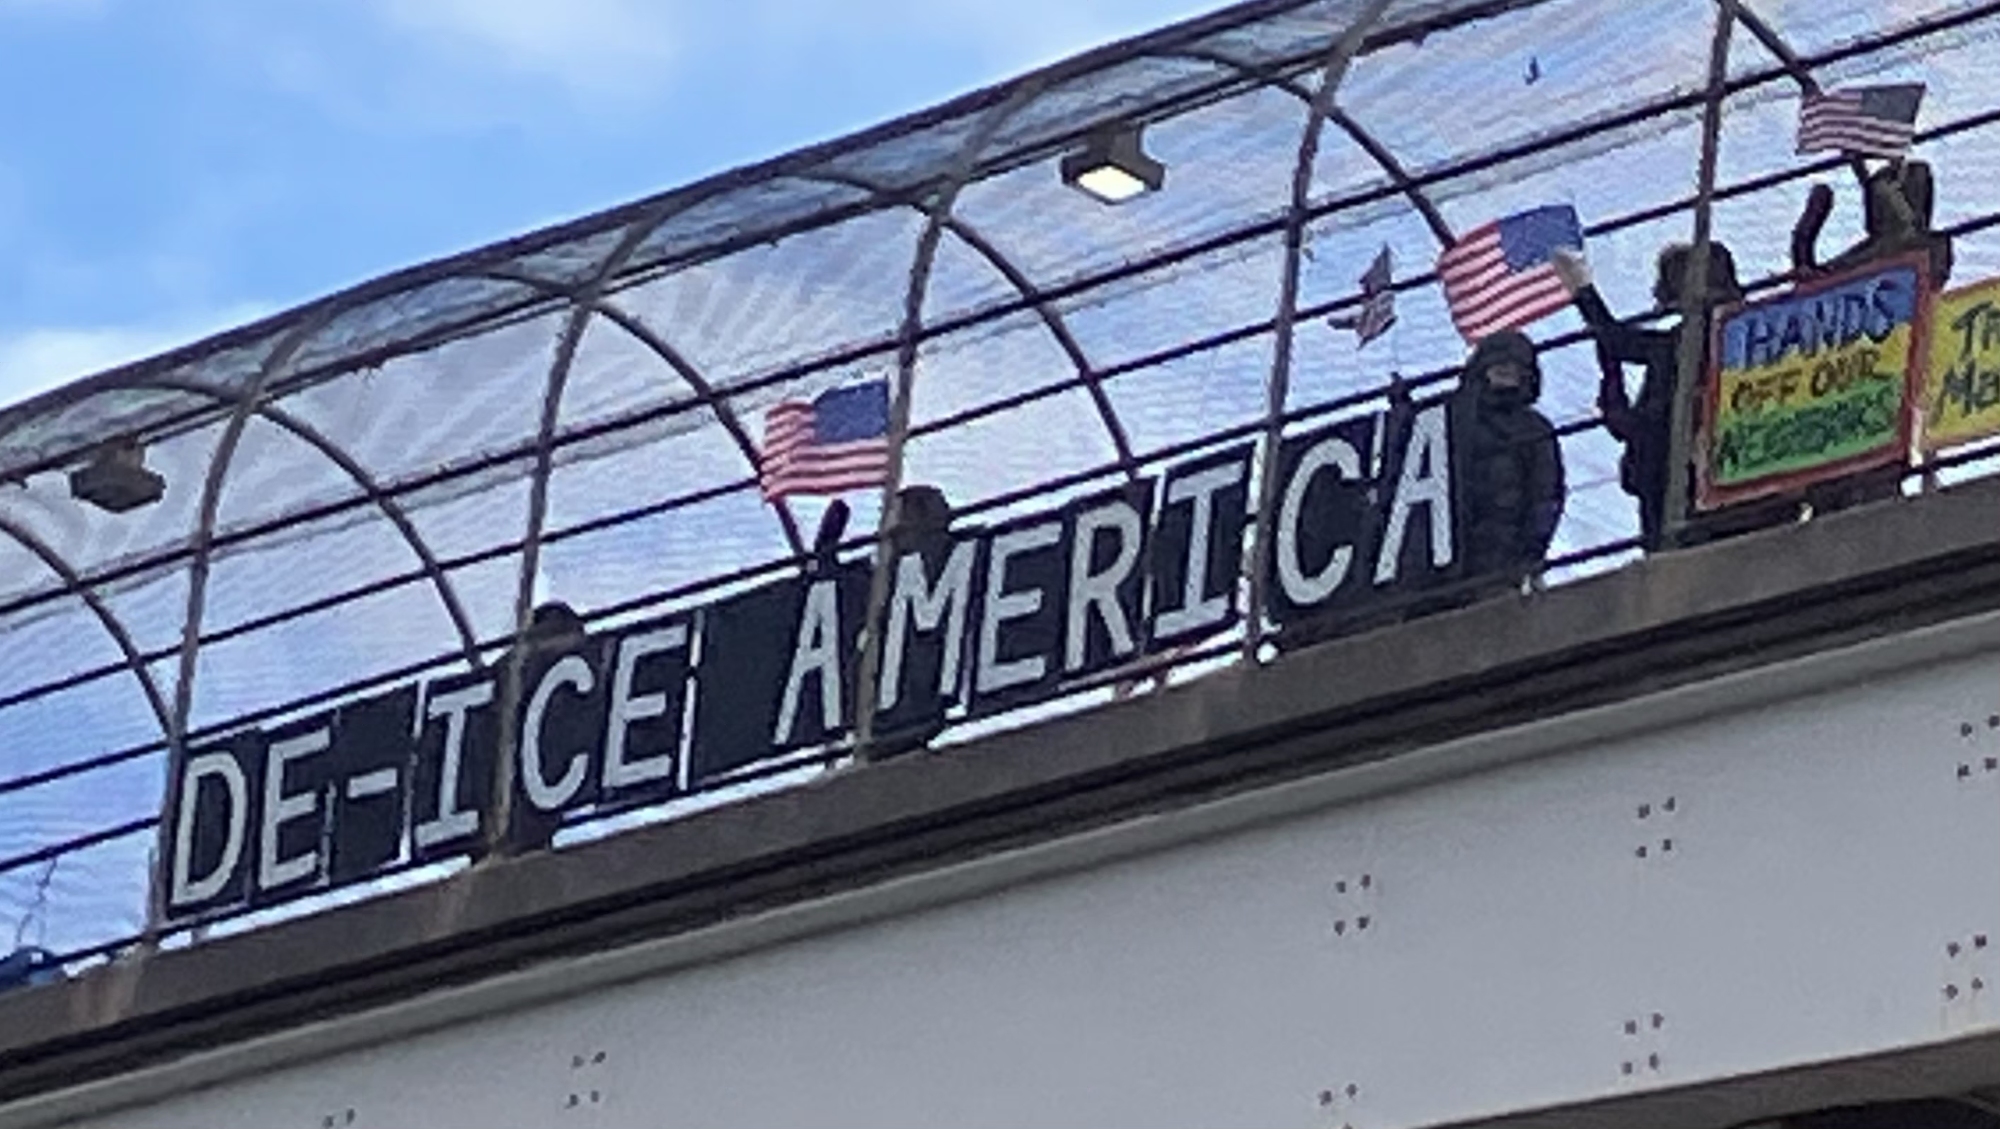 DE-ICE AMERICA
HANDS
OFF OUR
NEIGHBORS